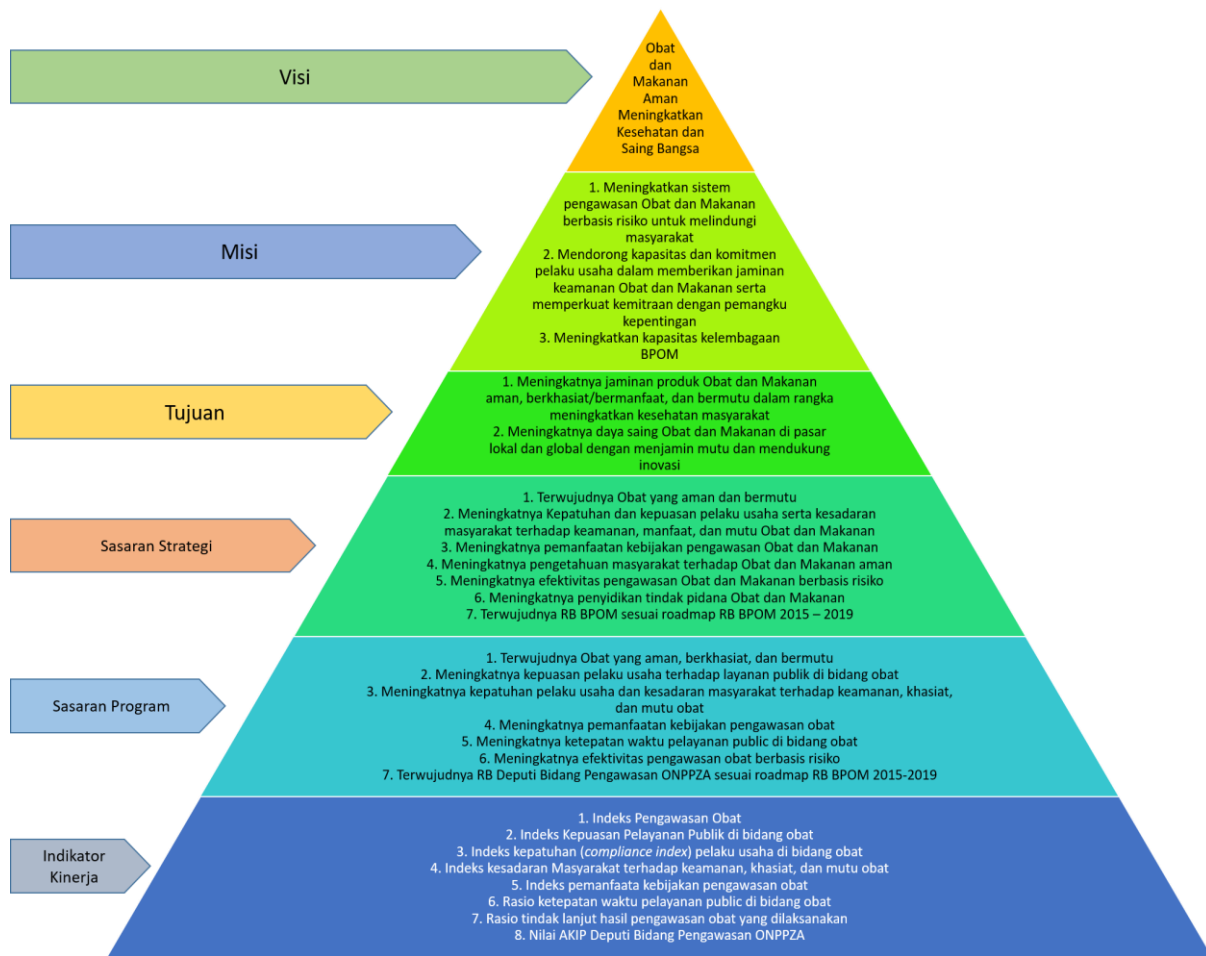 Visi
Obat
dan
Makanan
Aman
Meningkatkan
Kesehatan dan
Saing Bangsa
Misi
1. Meningkatkan sistem
pengawasan Obat dan Makanan
berbasis risiko untuk melindungi
masyarakat
2. Mendorong kapasitas dan komitmen
pelaku usaha dalam memberikan jaminan
keamanan Obat dan Makanan serta
memperkuat kemitraan dengan pemangku
kepentingan
3. Meningkatkan kapasitas kelembagaan
BPOM
Tujuan
1. Meningkatnya jaminan produk Obat dan Makanan
aman, berkhasiat/bermanfaat, dan bermutu dalam rangka
meningkatkan kesehatan masyarakat
2. Meningkatnya daya saing Obat dan Makanan di pasar
lokal dan global dengan menjamin mutu dan mendukung
inovasi
Sasaran Strategi
1. Terwujudnya Obat yang aman dan bermutu
2. Meningkatnya Kepatuhan dan kepuasan pelaku usaha serta kesadaran
masyarakat terhadap keamanan, manfaat, dan mutu Obat dan Makanan
3. Meningkatnya pemanfaatan kebijakan pengawasan Obat dan Makanan
4. Meningkatnya pengetahuan masyarakat terhadap Obat dan Makanan aman
5. Meningkatnya efektivitas pengawasan Obat dan Makanan berbasis risiko
6. Meningkatnya penyidikan tindak pidana Obat dan Makanan
7. Terwujudnya RB BPOM sesuai roadmap RB BPOM 2015 – 2019
Sasaran Program
1. Terwujudnya Obat yang aman, berkhasiat, dan bermutu
2. Meningkatnya kepuasan pelaku usaha terhadap layanan publik di bidang obat
3. Meningkatnya kepatuhan pelaku usaha dan kesadaran masyarakat terhadap keamanan, khasiat,
dan mutu obat
4. Meningkatnya pemanfaatan kebijakan pengawasan obat
5. Meningkatnya ketepatan waktu pelayanan public di bidang obat
6. Meningkatnya efektivitas pengawasan obat berbasis risiko
7. Terwujudnya RB Deputi Bidang Pengawasan ONPPZA sesuai roadmap RB BPOM 2015-2019
Indikator
Kinerja
1. Indeks Pengawasan Obat
2. Indeks Kepuasan Pelayanan Publik di bidang obat
3. Indeks kepatuhan (compliance index) pelaku usaha di bidang obat
4. Indeks kesadaran Masyarakat terhadap keamanan, khasiat, dan mutu obat
5. Indeks pemanfaata kebijakan pengawasan obat
6. Rasio ketepatan waktu pelayanan public di bidang obat
7. Rasio tindak lanjut hasil pengawasan obat yang dilaksanakan
8. Nilai AKIP Deputi Bidang Pengawasan ONPPZA